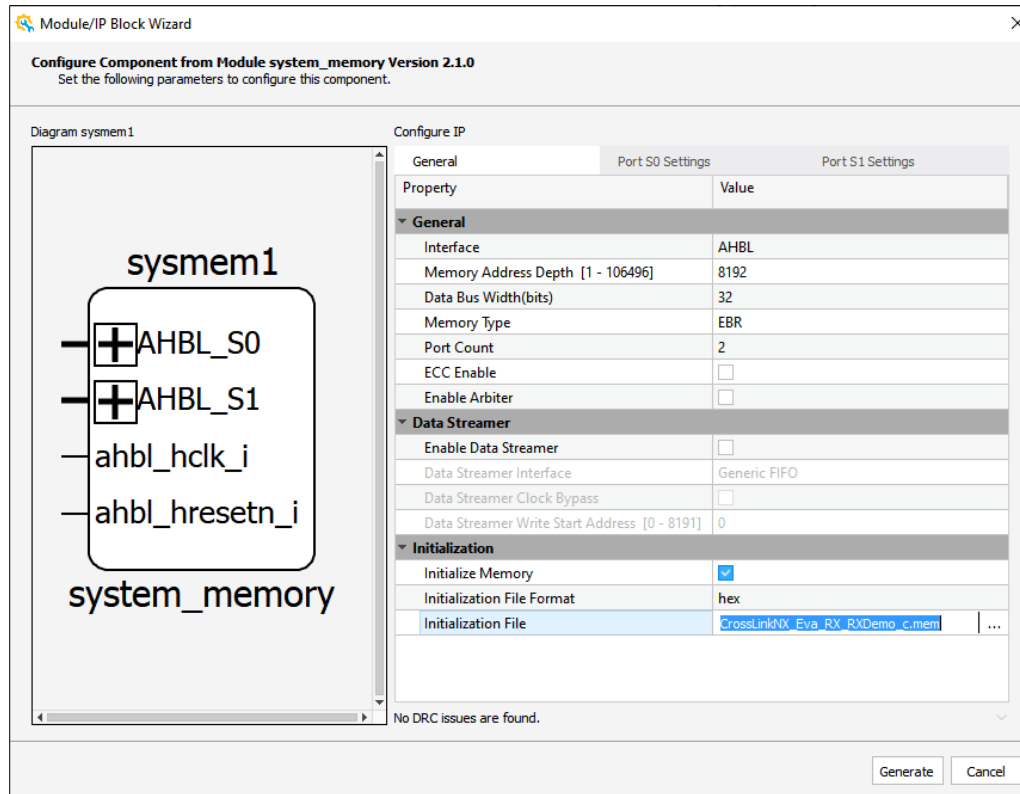 Module/IP Block Wizard
Configure Component from Module system_memory Version 2.1.0
Set the following parameters to configure this component.
Diagram sysmem1
sysmem1
AHBL_S0
AHBL_S1
ahbl_hclk_i
ahbl_hresetn_i
system_memory
Configure IP
General Port S0 Settings Port S1 Settings
Property Value
General
Interface AHBL
Memory Address Depth [1 - 106496] 8192
Data Bus Width(bits) 32
Memory Type EBR
Port Count 2
ECC Enable
Enable Arbiter
Data Streamer
Enable Data Streamer
Data Streamer Interface Generic FIFO
Data Streamer Clock Bypass
Data Streamer Write Start Address [0 - 8191] 0
Initialization
Initialize Memory
Initialization File Format hex
Initialization File CrossLinkNX_Eva_RX_RXDemo_c.mem ...
No DRC issues are found.
Generate Cancel